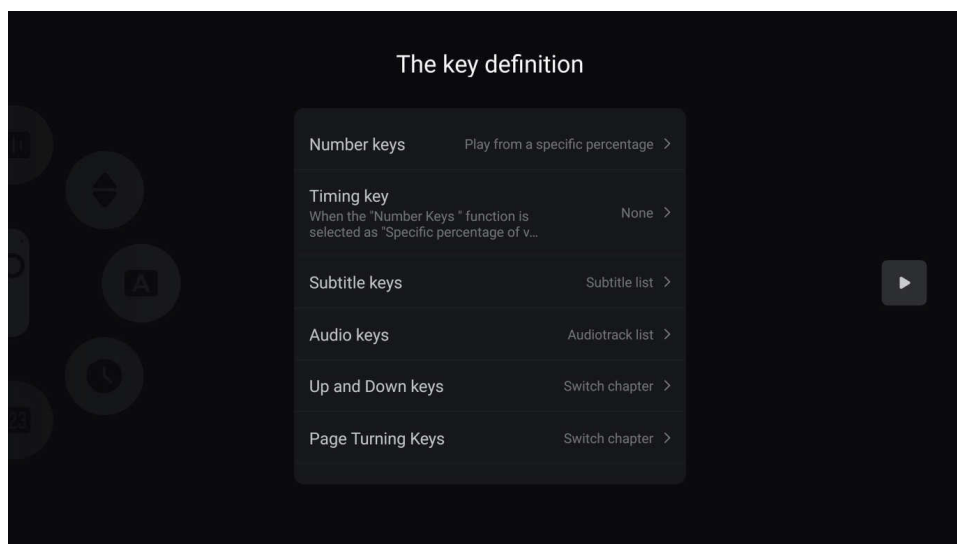 The key definition
Number keys Play from a specific percentage
Timing key
When the "Number Keys " function is
selected as "Specific percentage of v...
None
Subtitle keys Subtitle list
Audio keys Audiotrack list
Up and Down keys Switch chapter
Page Turning Keys Switch chapter
A
23